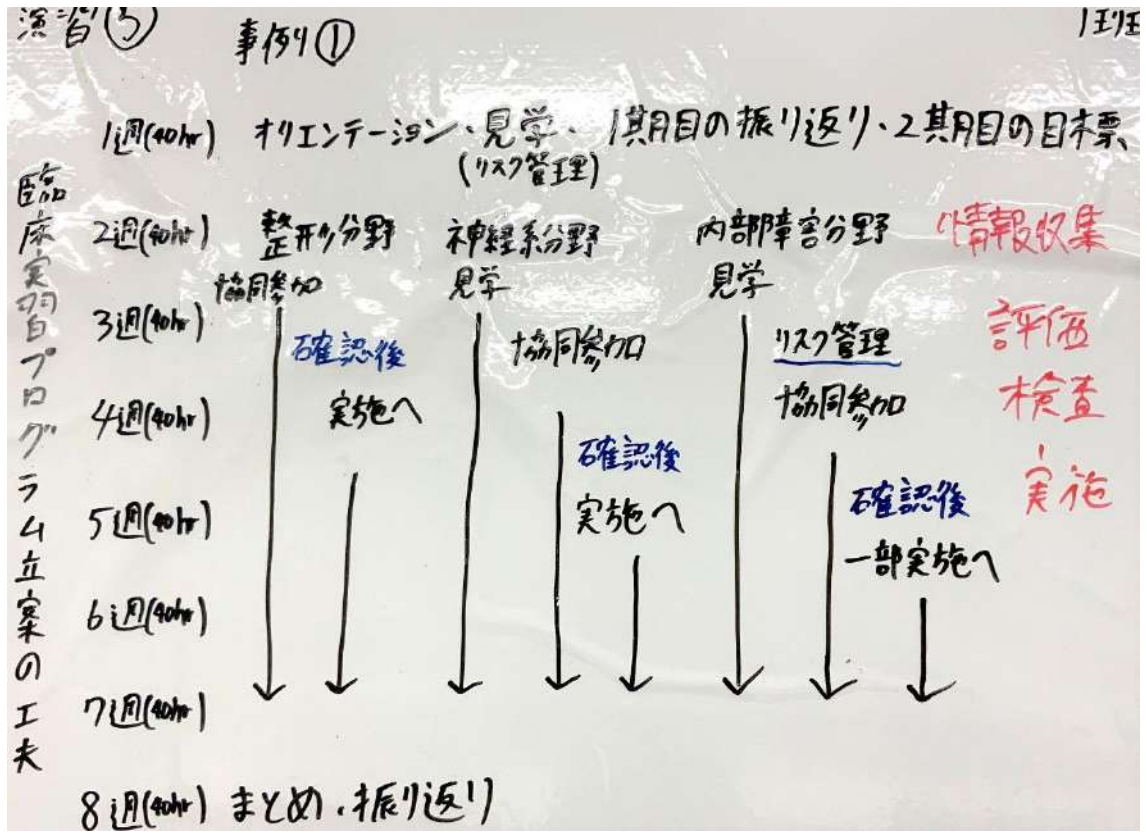 演習③ 事例① 1班
臨床実習プログラム立案の工夫
1週(40hr) オリエンテーション・見学・1期目の振り返り・2期目の目標
(リスク管理)
2週(40hr) 整形分野 神経系分野 内部障害分野 情報収集
協同参加 見学 見学
3週(40hr) 確認後 協同参加 リスク管理 評価
4週(40hr) 実施へ 協同参加 検査
確認後
5週(40hr) 実施へ 確認後 実施
一部実施へ
6週(40hr)
7週(40hr)
8週(40hr) まとめ・振り返り